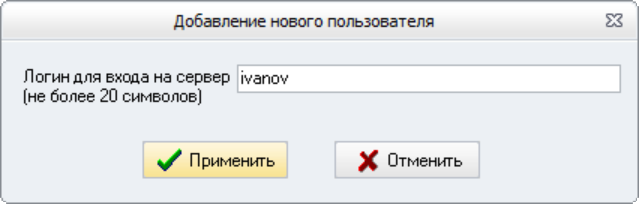 Добавление нового пользователя
Логин для входа на сервер
(не более 20 символов)
ivanov
Применить
Отменить